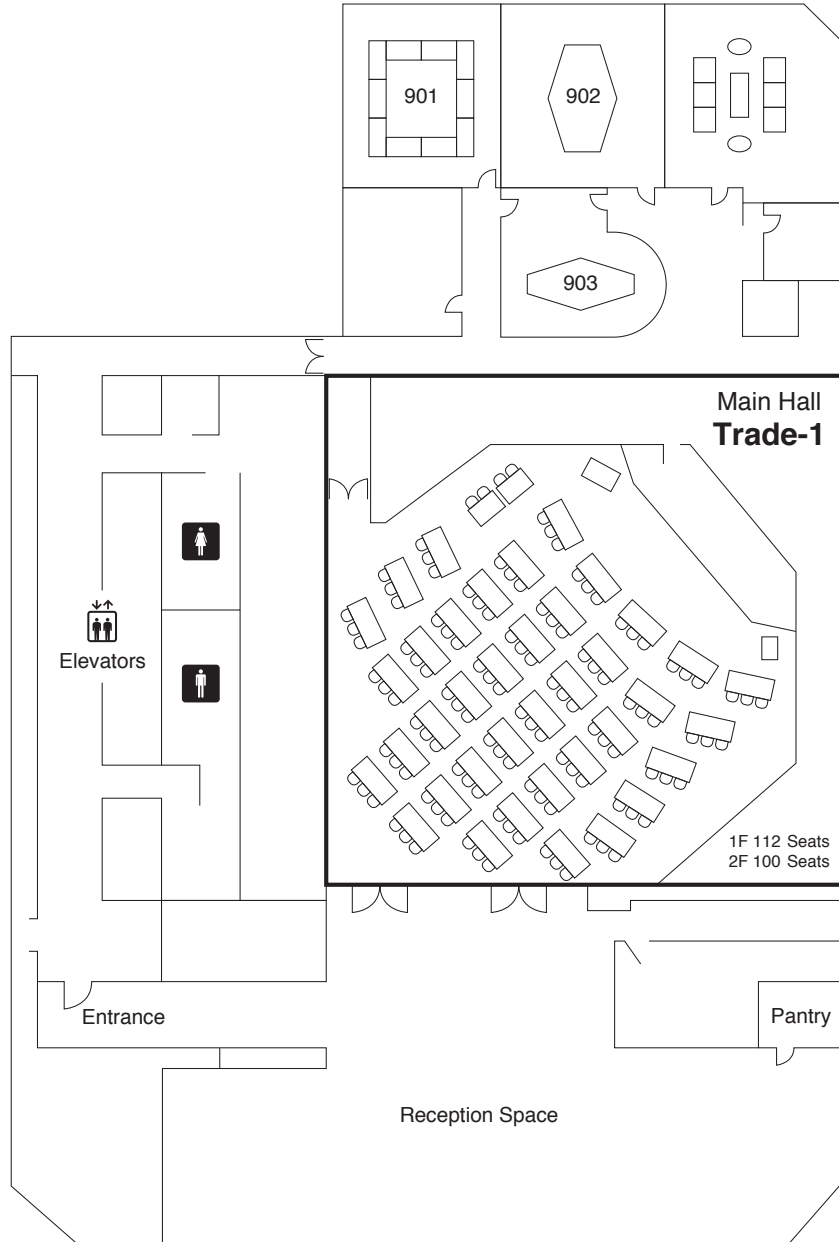 901
902
903
Main Hall
Trade-1
Elevators
1F 112 Seats
2F 100 Seats
Entrance
Pantry
Reception Space